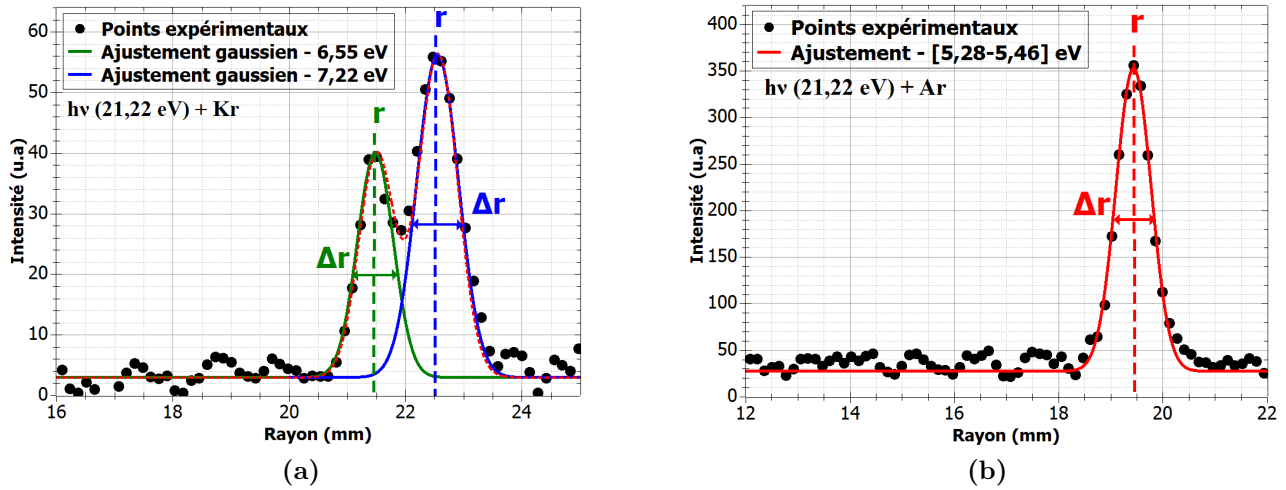 Points expérimentaux
Ajustement gaussien - 6,55 eV
Ajustement gaussien - 7,22 eV
hν (21,22 eV) + Kr
r
r
Δr
Δr
Intensité (u.a)
60
50
40
30
20
10
0
16 18 20 22 24
Rayon (mm)
(a)
Points expérimentaux
Ajustement - [5,28-5,46] eV
hν (21,22 eV) + Ar
r
Δr
Intensité (u.a)
400
350
300
250
200
150
100
50
0
12 14 16 18 20 22
Rayon (mm)
(b)